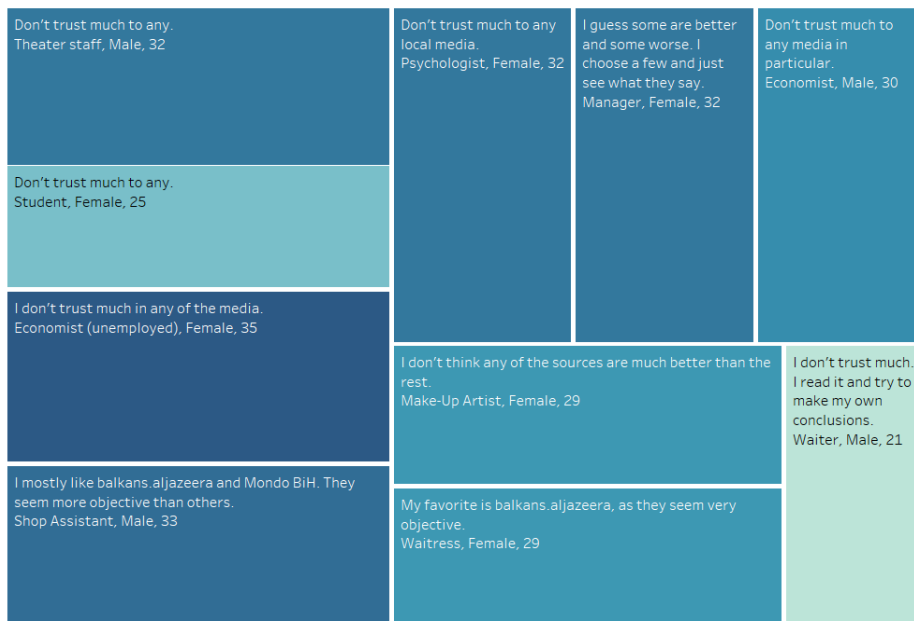 Don't trust much to any.
Theater staff, Male, 32
Don't trust much to any.
Student, Female, 25
I don't trust much in any of the media.
Economist (unemployed), Female, 35
I mostly like balkans.aljazeera and Mondo BiH. They
seem more objective than others.
Shop Assistant, Male, 33
Don't trust much to any
local media.
Psychologist, Female, 32
I guess some are better
and some worse. I
choose a few and just
see what they say.
Manager, Female, 32
Don't trust much to
any media in
particular.
Economist, Male, 30
I don't think any of the sources are much better than the
rest.
Make-Up Artist, Female, 29
My favorite is balkans.aljazeera, as they seem very
objective.
Waitress, Female, 29
I don't trust much.
I read it and try to
make my own
conclusions.
Waiter, Male, 21